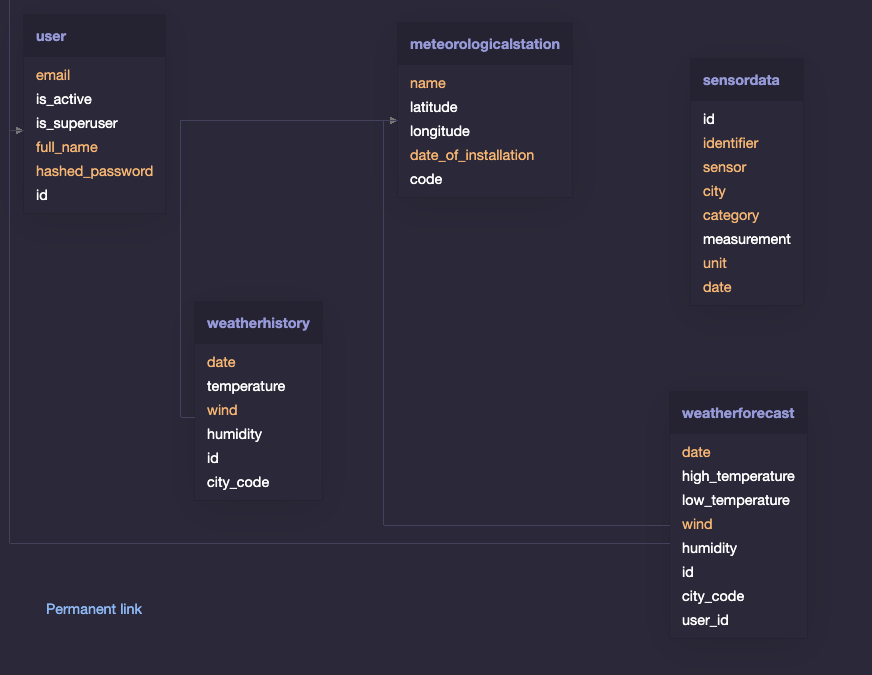 user
email
is_active
is_superuser
full_name
hashed_password
id
meteorologicalstation
name
latitude
longitude
date_of_installation
code
sensordata
id
identifier
sensor
city
category
measurement
unit
date
weatherhistory
date
temperature
wind
humidity
id
city_code
weatherforecast
date
high_temperature
low_temperature
wind
humidity
id
city_code
user_id
Permanent link